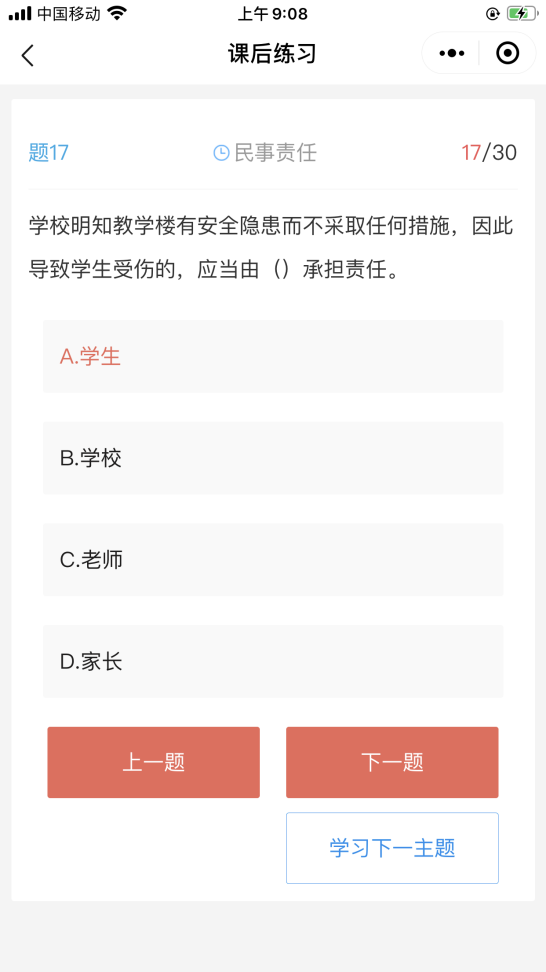 中国移动 上午9:08
课后练习
题17 民事责任 17/30
学校明知教学楼有安全隐患而不采取任何措施，因此
导致学生受伤的，应当由（）承担责任。
A.学生
B.学校
C.老师
D.家长
上一题 下一题
学习下一主题